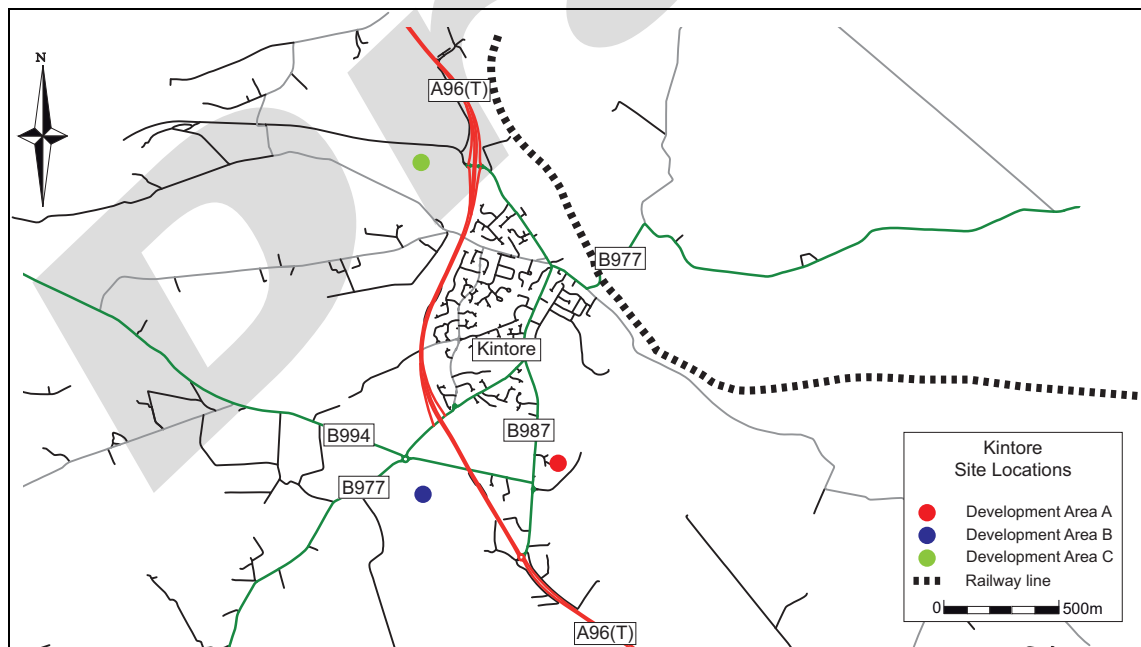 N
A96(T)
B977
Kintore
B994
B987
B977
A96(T)
Kintore
Site Locations
Development Area A
Development Area B
Development Area C
Railway line
0 500m